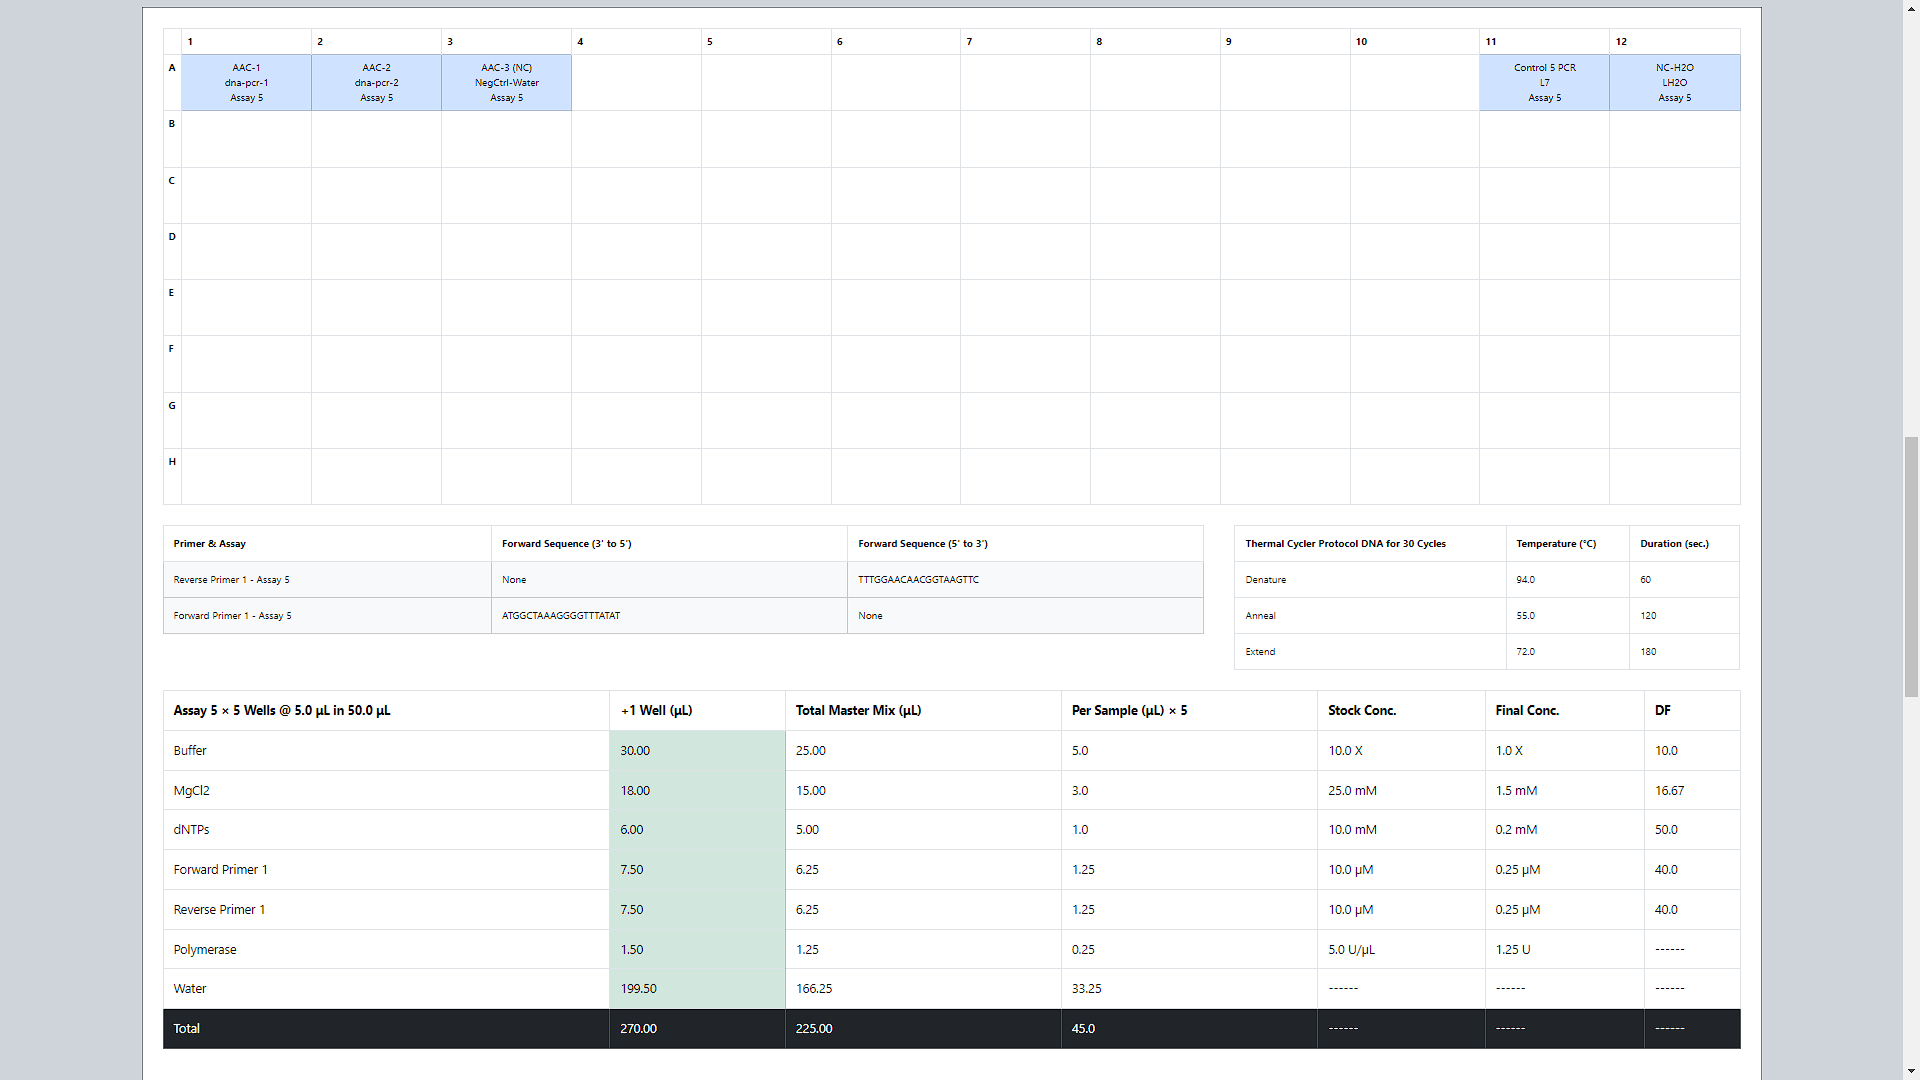 1 2 3 4 5 6 7 8 9 10 11 12
A
AAC-1
dna-pcr-1
Assay 5
AAC-2
dna-pcr-2
Assay 5
AAC-3 (NC)
NegCtrl-Water
Assay 5
Control 5 PCR
L7
Assay 5
NC-H2O
LH2O
Assay 5
B
C
D
E
F
G
H
Primer & Assay Forward Sequence (3' to 5') Forward Sequence (5' to 3')
Reverse Primer 1 - Assay 5 None TTTGGAACAACGGTAAGTTC
Forward Primer 1 - Assay 5 ATGGCTAAAGGGGTTTATAT None
Thermal Cycler Protocol DNA for 30 Cycles Temperature (°C) Duration (sec.)
Denature 94.0 60
Anneal 55.0 120
Extend 72.0 180
Assay 5 × 5 Wells @ 5.0 µL in 50.0 µL +1 Well (µL) Total Master Mix (µL) Per Sample (µL) × 5 Stock Conc. Final Conc. DF
Buffer 30.00 25.00 5.0 10.0 X 1.0 X 10.0
MgCl2 18.00 15.00 3.0 25.0 mM 1.5 mM 16.67
dNTPs 6.00 5.00 1.0 10.0 mM 0.2 mM 50.0
Forward Primer 1 7.50 6.25 1.25 10.0 µM 0.25 µM 40.0
Reverse Primer 1 7.50 6.25 1.25 10.0 µM 0.25 µM 40.0
Polymerase 1.50 1.25 0.25 5.0 U/µL 1.25 U ------
Water 199.50 166.25 33.25 ------ ------ ------
Total 270.00 225.00 45.0 ------ ------ ------